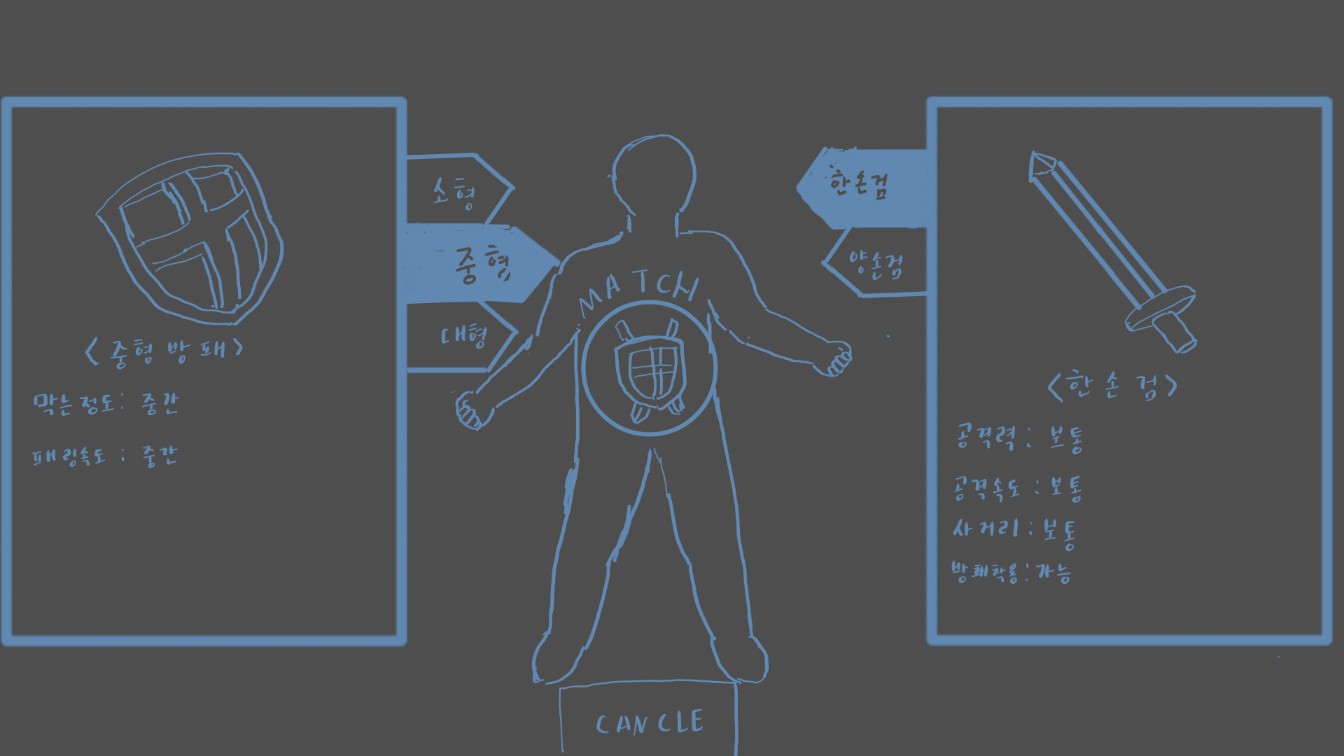 소형
중형
대형
<중형방패>
막는정도: 중간
패링속도: 중간
MATCH
한손검
양손검
<한손검>
공격력: 보통
공격속도: 보통
사거리: 보통
방패착용: 가능
CANCLE